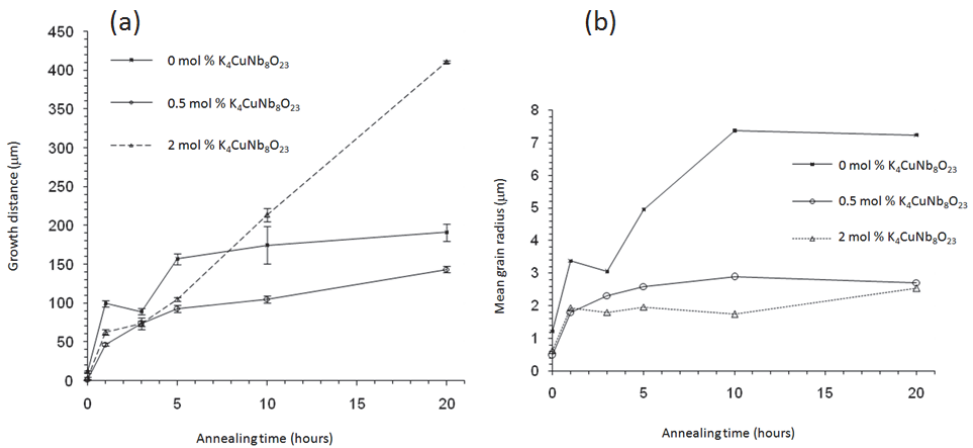 (a)
450
400
350
300
250
200
150
100
50
0
Growth distance (µm)
0 mol % K₄CuNb₈O₂₃
0.5 mol % K₄CuNb₈O₂₃
2 mol % K₄CuNb₈O₂₃
0 5 10 15 20
Annealing time (hours)
(b)
8
7
6
5
4
3
2
1
0
Mean grain radius (µm)
0 mol % K₄CuNb₈O₂₃
0.5 mol % K₄CuNb₈O₂₃
2 mol % K₄CuNb₈O₂₃
0 5 10 15 20
Annealing time (hours)